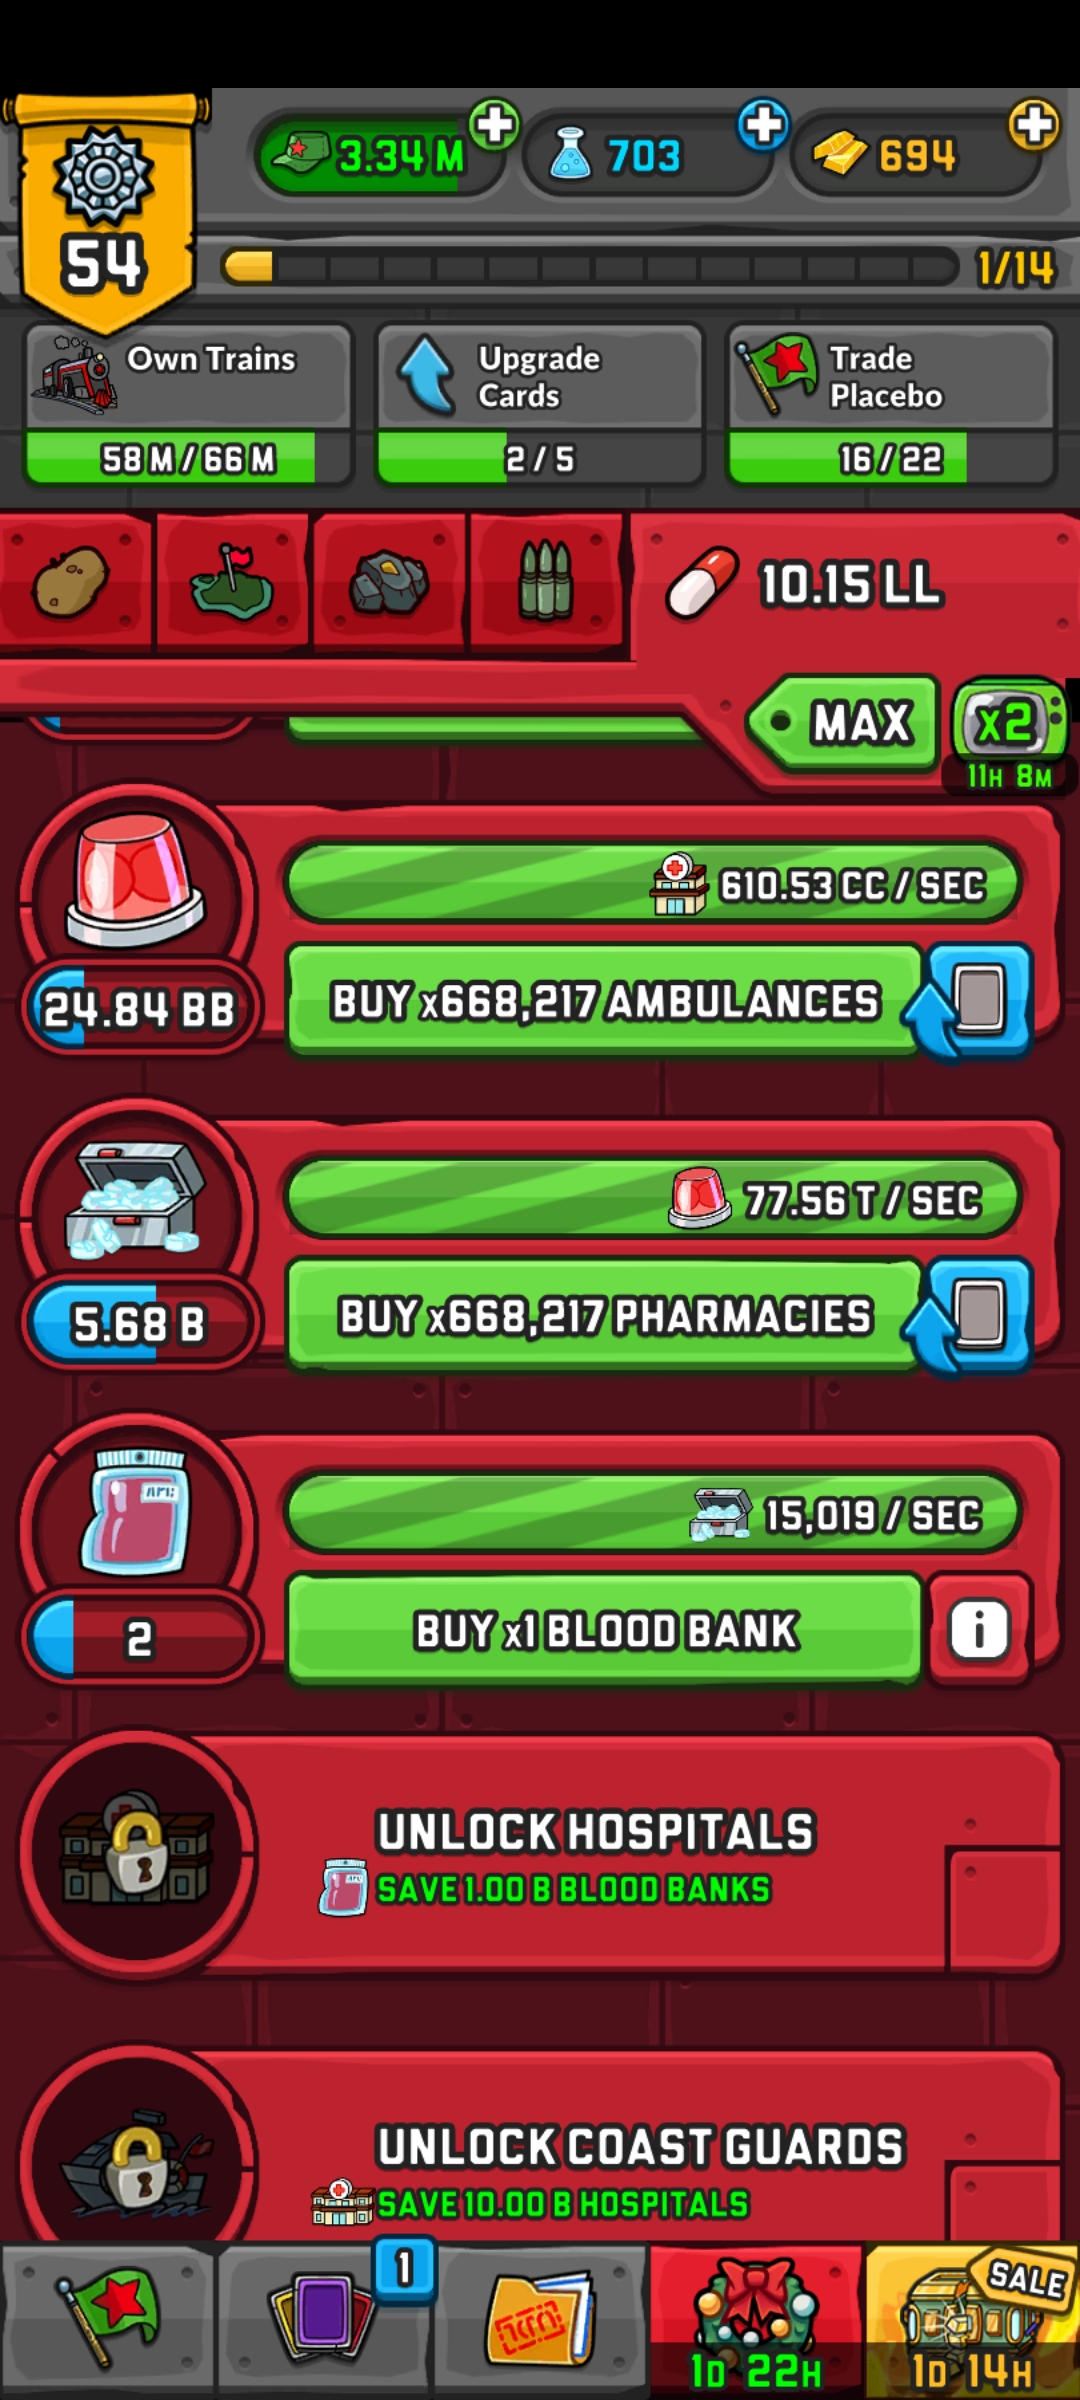 3.34 M
703
694
54
1/14
Own Trains
58 M / 66 M
Upgrade
Cards
2 / 5
Trade
Placebo
16 / 22
10.15 LL
MAX
x2
11H 8M
610.53 CC / SEC
24.84 BB
BUY x668,217 AMBULANCES
77.56 T / SEC
5.68 B
BUY x668,217 PHARMACIES
15,019 / SEC
2
BUY x1 BLOOD BANK
i
UNLOCK HOSPITALS
SAVE 1.00 B BLOOD BANKS
UNLOCK COAST GUARDS
SAVE 10.00 B HOSPITALS
1
SALE
1D 22H
1D 14H